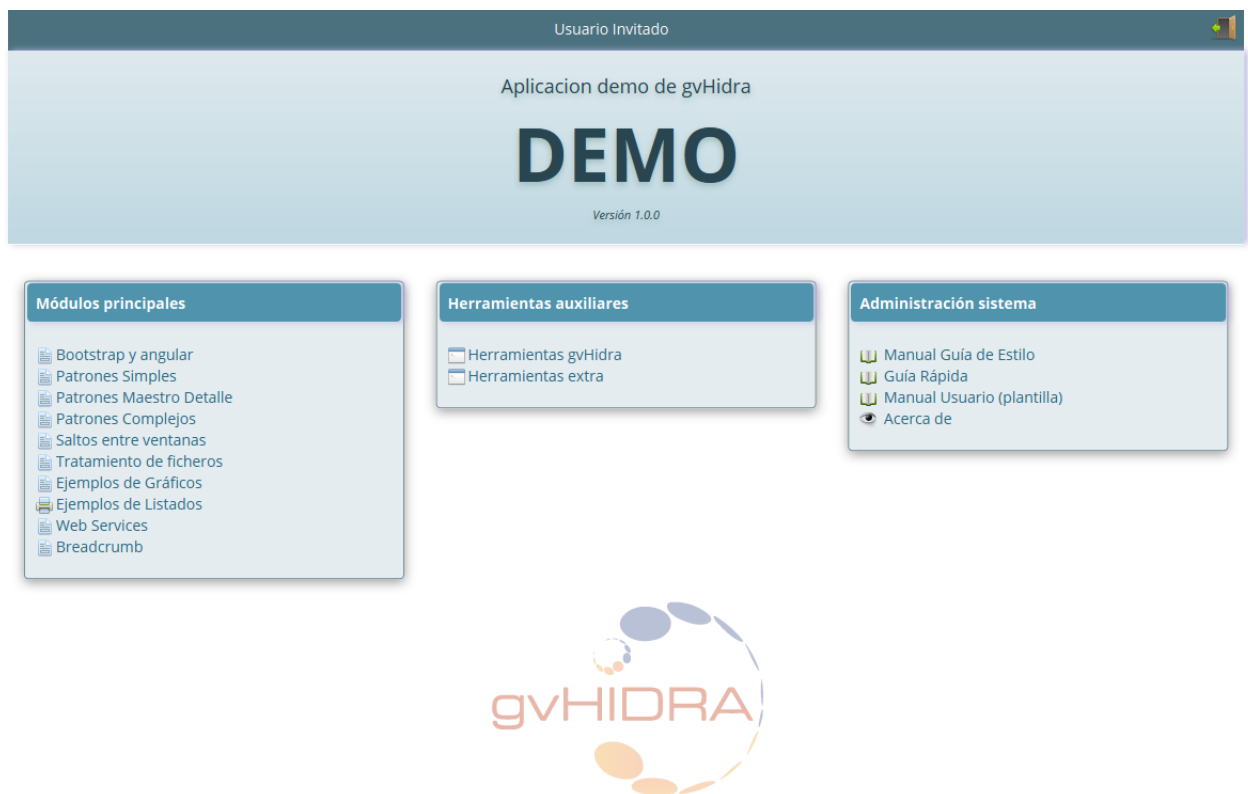 Usuario Invitado
Aplicacion demo de gvHidra
DEMO
Versión 1.0.0
Módulos principales
Bootstrap y angular
Patrones Simples
Patrones Maestro Detalle
Patrones Complejos
Saltos entre ventanas
Tratamiento de ficheros
Ejemplos de Gráficos
Ejemplos de Listados
Web Services
Breadcrumb
Herramientas auxiliares
Herramientas gvHidra
Herramientas extra
Administración sistema
Manual Guía de Estilo
Guía Rápida
Manual Usuario (plantilla)
Acerca de
gvHIDRA